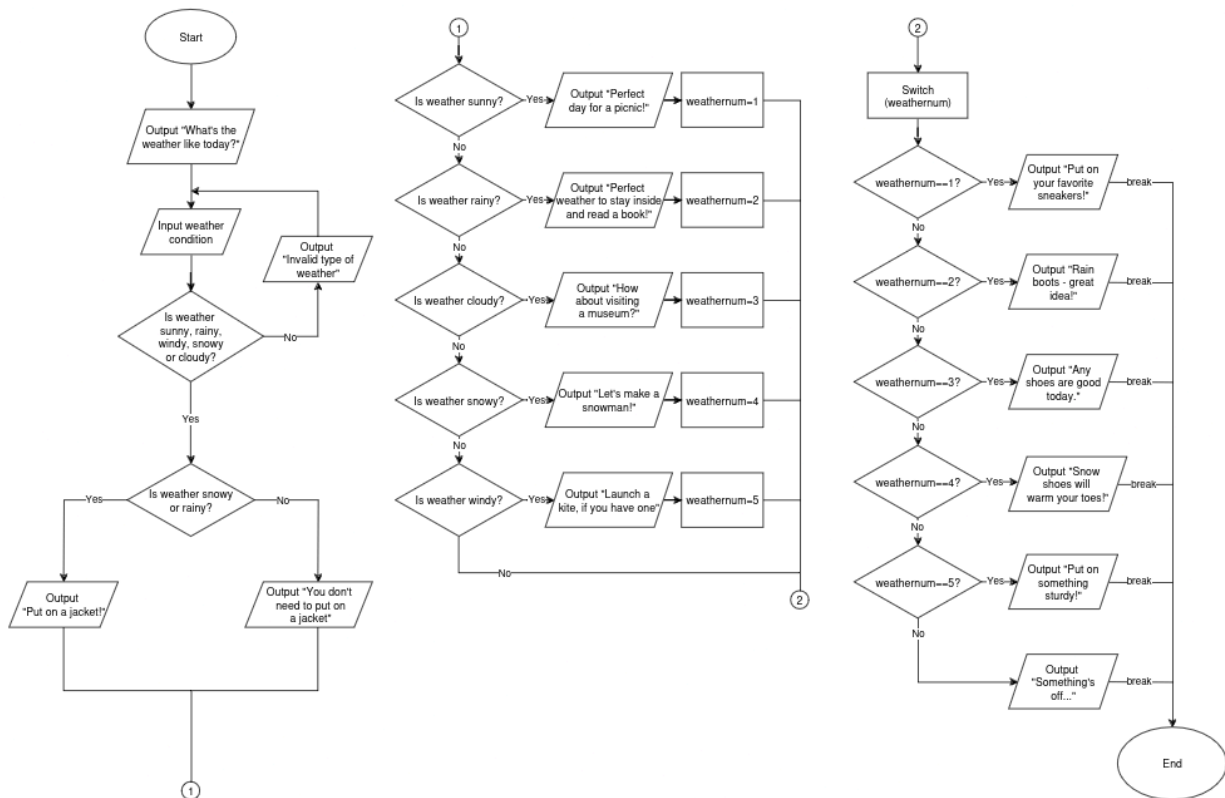 Start
Output "What's the
weather like today?"
Input weather
condition
Output
"Invalid type of
weather"
Is weather
sunny, rainy,
windy, snowy
or cloudy?
No
Yes
Is weather snowy
or rainy?
Yes
No
Output
"Put on a jacket!"
Output "You don't
need to put on
a jacket"
1
1
Is weather sunny?
Yes
Output "Perfect
day for a picnic!"
weathernum=1
No
Is weather rainy?
Yes
Output "Perfect
weather to stay inside
and read a book!"
weathernum=2
No
Is weather cloudy?
Yes
Output "How
about visiting
a museum?"
weathernum=3
No
Is weather snowy?
Yes
Output "Let's make a
snowman!"
weathernum=4
No
Is weather windy?
Yes
Output "Launch a
kite, if you have one"
weathernum=5
No
2
2
Switch
(weathernum)
weathernum==1?
Yes
Output "Put on
your favorite
sneakers!"
break
No
weathernum==2?
Yes
Output "Rain
boots - great
idea!"
break
No
weathernum==3?
Yes
Output "Any
shoes are good
today."
break
No
weathernum==4?
Yes
Output "Snow
shoes will
warm your toes!"
break
No
weathernum==5?
Yes
Output "Put on
something
sturdy!"
break
No
Output
"Something's
off..."
break
End